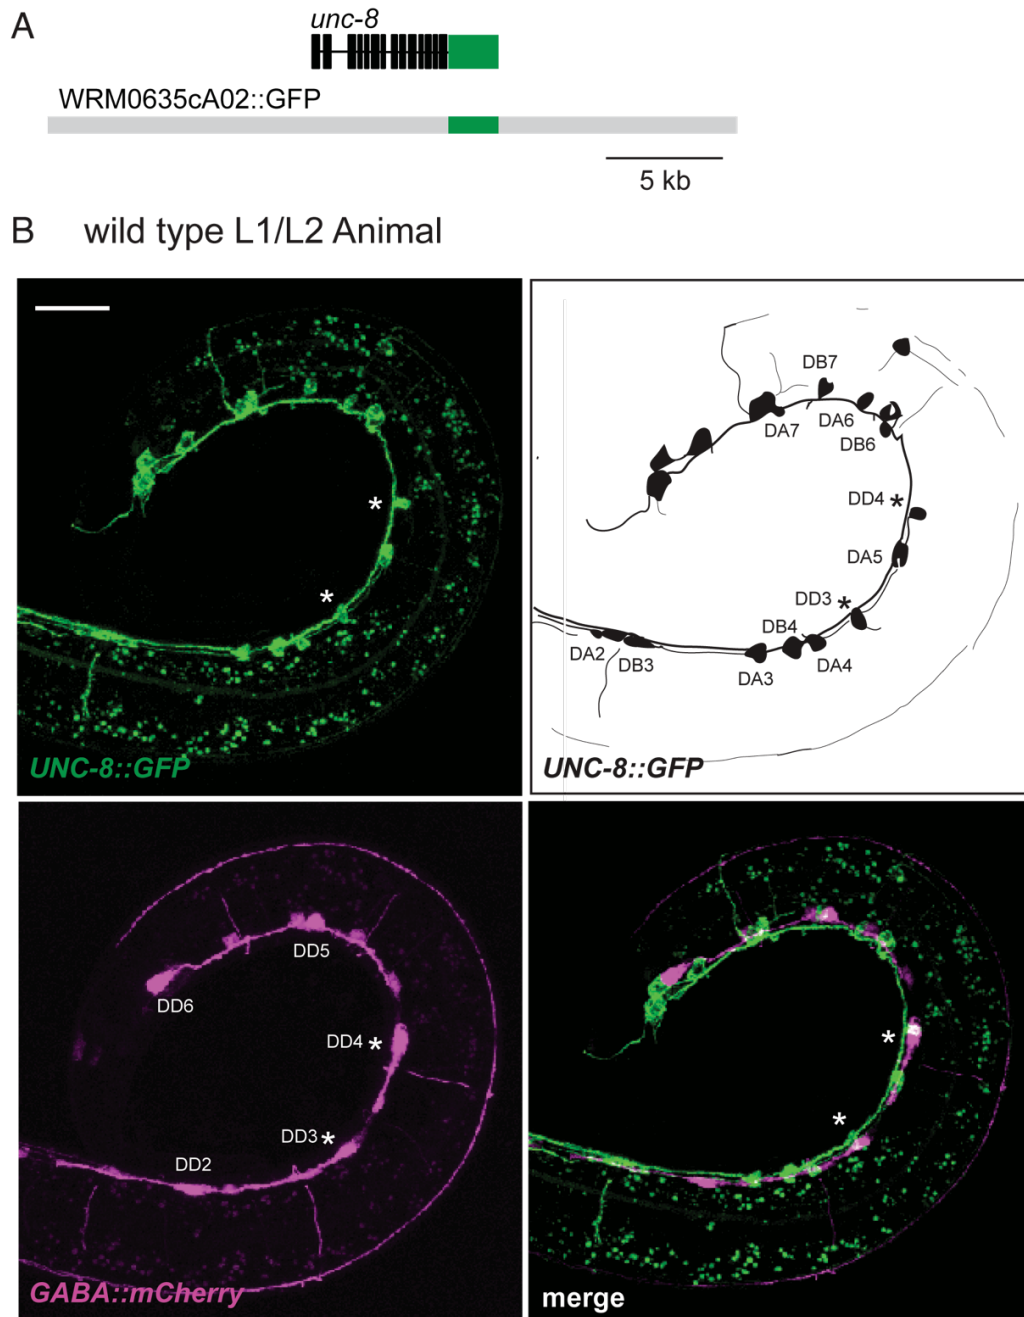 A
unc-8
WRM0635cA02::GFP
5 kb
B wild type L1/L2 Animal
*
*
UNC-8::GFP
DB7
DA7
DA6
DB6
DD4 *
DA5
DD3 *
DB4
DA2
DB3
DA3
DA4
UNC-8::GFP
DD5
DD6
DD4 *
DD3 *
DD2
GABA::mCherry
*
*
merge